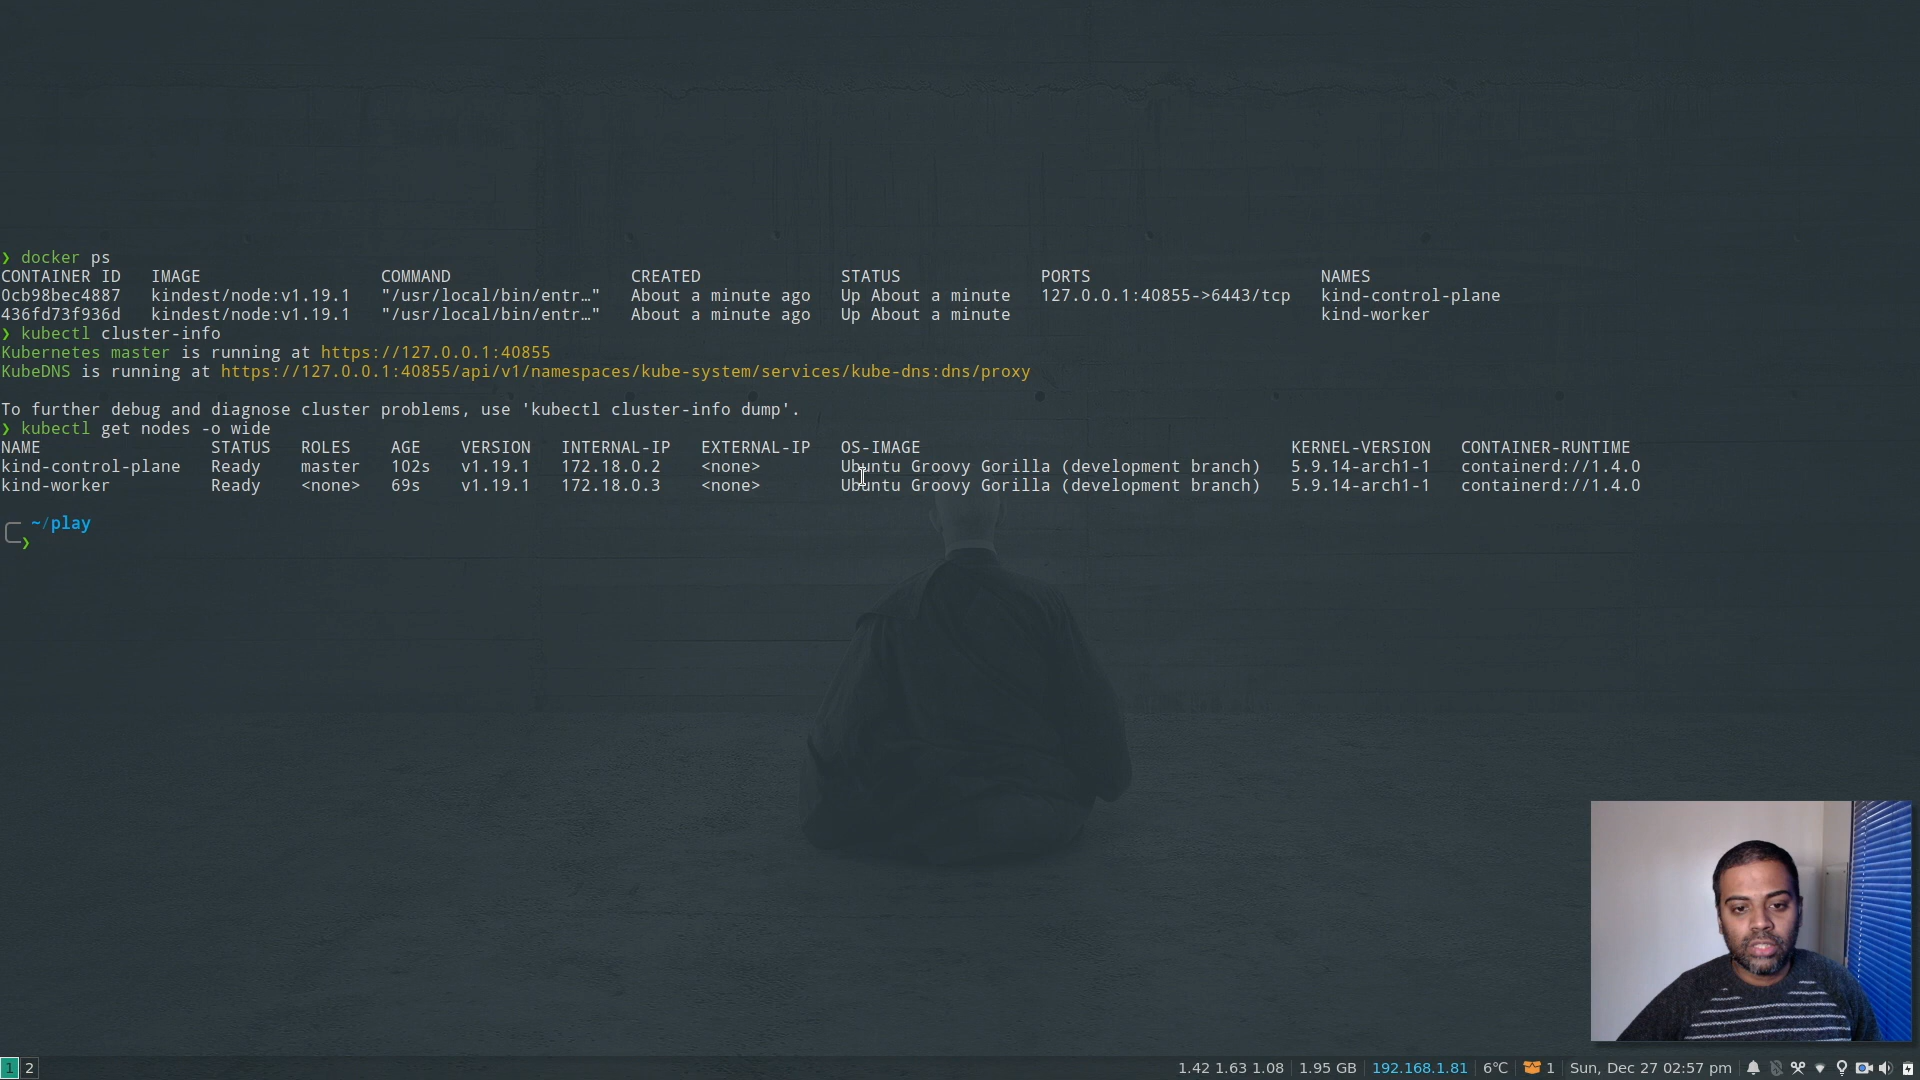 ❯ docker ps
CONTAINER ID   IMAGE                  COMMAND                  CREATED              STATUS              PORTS                       NAMES
0cb98bec4887   kindest/node:v1.19.1   "/usr/local/bin/entr…"   About a minute ago   Up About a minute   127.0.0.1:40855->6443/tcp   kind-control-plane
436fd73f936d   kindest/node:v1.19.1   "/usr/local/bin/entr…"   About a minute ago   Up About a minute                               kind-worker
❯ kubectl cluster-info
Kubernetes master is running at https://127.0.0.1:40855
KubeDNS is running at https://127.0.0.1:40855/api/v1/namespaces/kube-system/services/kube-dns:dns/proxy
To further debug and diagnose cluster problems, use 'kubectl cluster-info dump'.
❯ kubectl get nodes -o wide
NAME                 STATUS   ROLES    AGE    VERSION   INTERNAL-IP   EXTERNAL-IP   OS-IMAGE                                     KERNEL-VERSION   CONTAINER-RUNTIME
kind-control-plane   Ready    master   102s   v1.19.1   172.18.0.2    <none>        Ubuntu Groovy Gorilla (development branch)   5.9.14-arch1-1   containerd://1.4.0
kind-worker          Ready    <none>   69s    v1.19.1   172.18.0.3    <none>        Ubuntu Groovy Gorilla (development branch)   5.9.14-arch1-1   containerd://1.4.0
~/play
❯
1 2 1.42 1.63 1.08 1.95 GB 192.168.1.81 6°C 1 Sun, Dec 27 02:57 pm